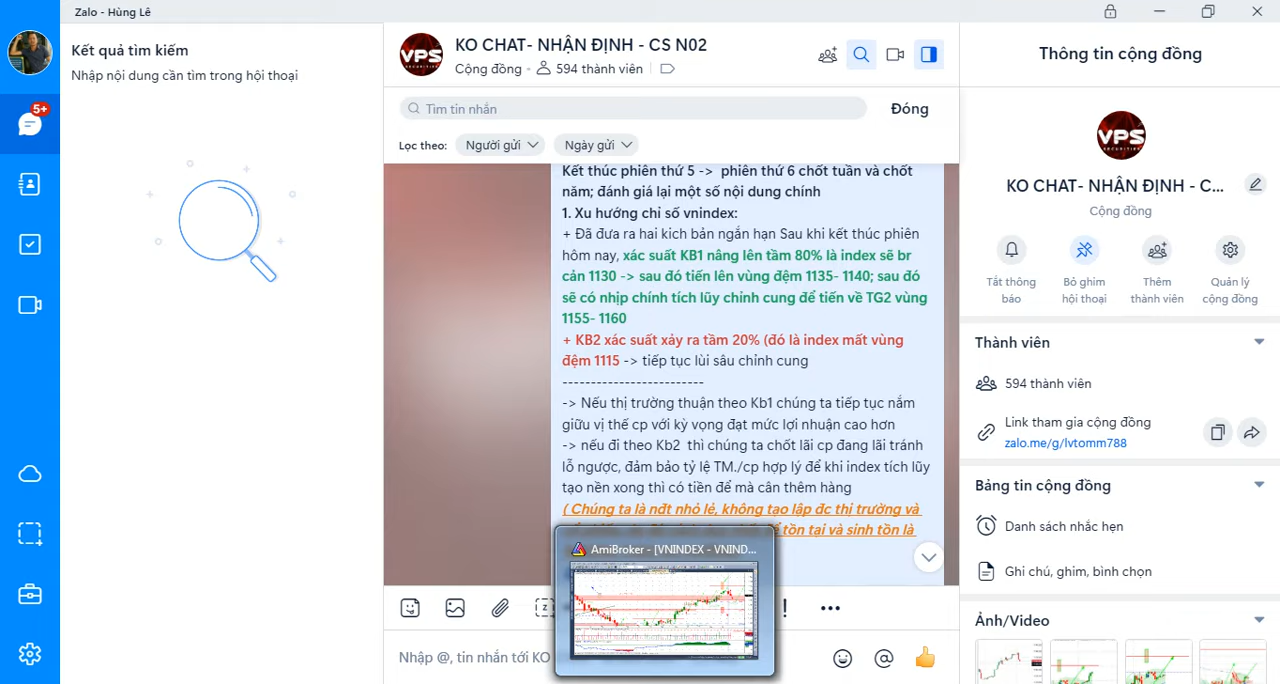 Zalo - Hùng Lê
5+
Kết quả tìm kiếm
Nhập nội dung cần tìm trong hội thoại
VPS
SECURITIES
KO CHAT- NHẬN ĐỊNH - CS N02
Cộng đồng - 594 thành viên
Tìm tin nhắn
Đóng
Lọc theo:
Người gửi
Ngày gửi
Kết thúc phiên thứ 5 -> phiên thứ 6 chốt tuần và chốt
năm; đánh giá lại một số nội dung chính
1. Xu hướng chỉ số vnindex:
+ Đã đưa ra hai kich bản ngắn hạn Sau khi kết thúc phiên
hôm nay, xác suất KB1 nâng lên tầm 80% là index sẽ br
cản 1130 -> sau đó tiến lên vùng đệm 1135- 1140; sau đó
sẽ có nhịp chỉnh tích lũy chỉnh cung để tiến về TG2 vùng
1155- 1160
+ KB2 xác suất xảy ra tầm 20% (đó là index mất vùng
đệm 1115 -> tiếp tục lùi sâu chỉnh cung
-------------------------
-> Nếu thị trường thuận theo Kb1 chúng ta tiếp tục nắm
giữu vị thế cp với kỳ vọng đạt mức lợi nhuận cao hơn
-> nếu đi theo Kb2 thì chúng ta chốt lãi cp đang lãi tránh
lỗ ngược, đảm bảo tỷ lệ TM./cp hợp lý để khi index tích lũy
tạo nền xong thì có tiền để mà cân thêm hàng
( Chúng ta là nđt nhỏ lẻ, không tạo lập đc thị trường và
để tồn tại và sinh tồn là
AmiBroker - [VNINDEX - VNIND...
Nhập @, tin nhắn tới KO
Thông tin cộng đồng
VPS
SECURITIES
KO CHAT- NHẬN ĐỊNH - C...
Cộng đồng
Tắt thông
báo
Bỏ ghim
hội thoại
Thêm
thành viên
Quản lý
cộng đồng
Thành viên
594 thành viên
Link tham gia cộng đồng
zalo.me/g/lvtomm788
Bảng tin cộng đồng
Danh sách nhắc hẹn
Ghi chú, ghim, bình chọn
Ảnh/Video